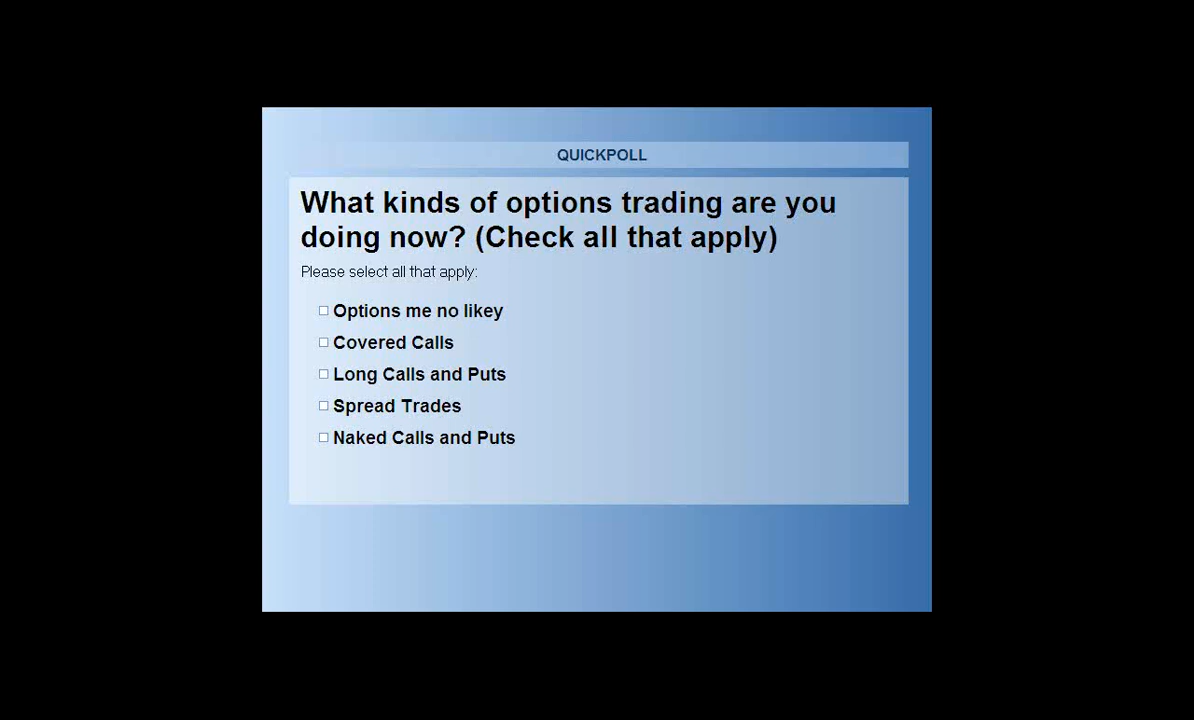 QUICKPOLL
What kinds of options trading are you
doing now? (Check all that apply)
Please select all that apply:
Options me no likey
Covered Calls
Long Calls and Puts
Spread Trades
Naked Calls and Puts